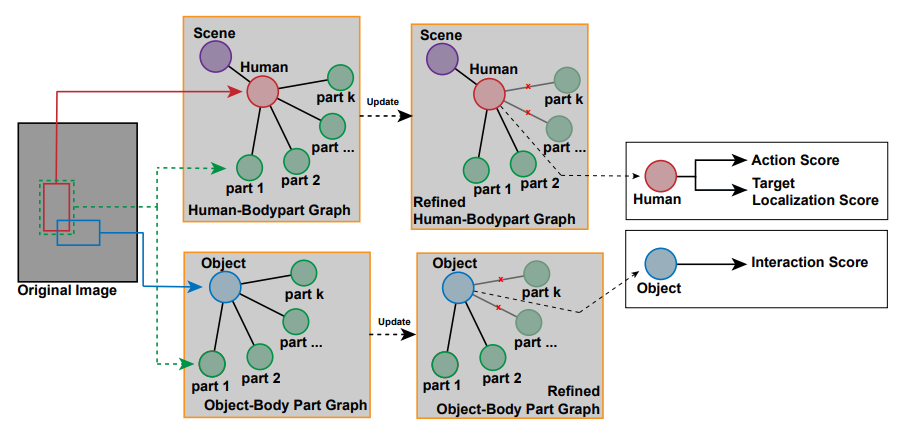 Scene
Human
part k
part ...
part 1
part 2
Human-Bodypart Graph
Update
Scene
Human
part k
part ...
part 1
part 2
Refined
Human-Bodypart Graph
Human
Action Score
Target
Localization Score
Original Image
Object
part k
part ...
part 1
part 2
Object-Body Part Graph
Update
Object
part k
part ...
part 1
part 2
Refined
Object-Body Part Graph
Object
Interaction Score